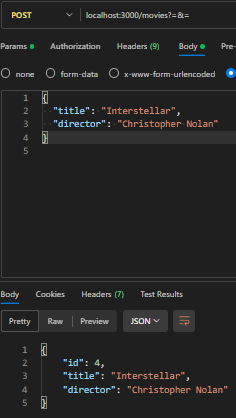 POST localhost:3000/movies?=&=
Params Authorization Headers (9) Body Pre-
none form-data x-www-form-urlencoded
1 {
2 "title": "Interstellar",
3 "director": "Christopher Nolan"
4 }
5
Body Cookies Headers (7) Test Results
Pretty Raw Preview JSON
1 {
2 "id": 4,
3 "title": "Interstellar",
4 "director": "Christopher Nolan"
5 }